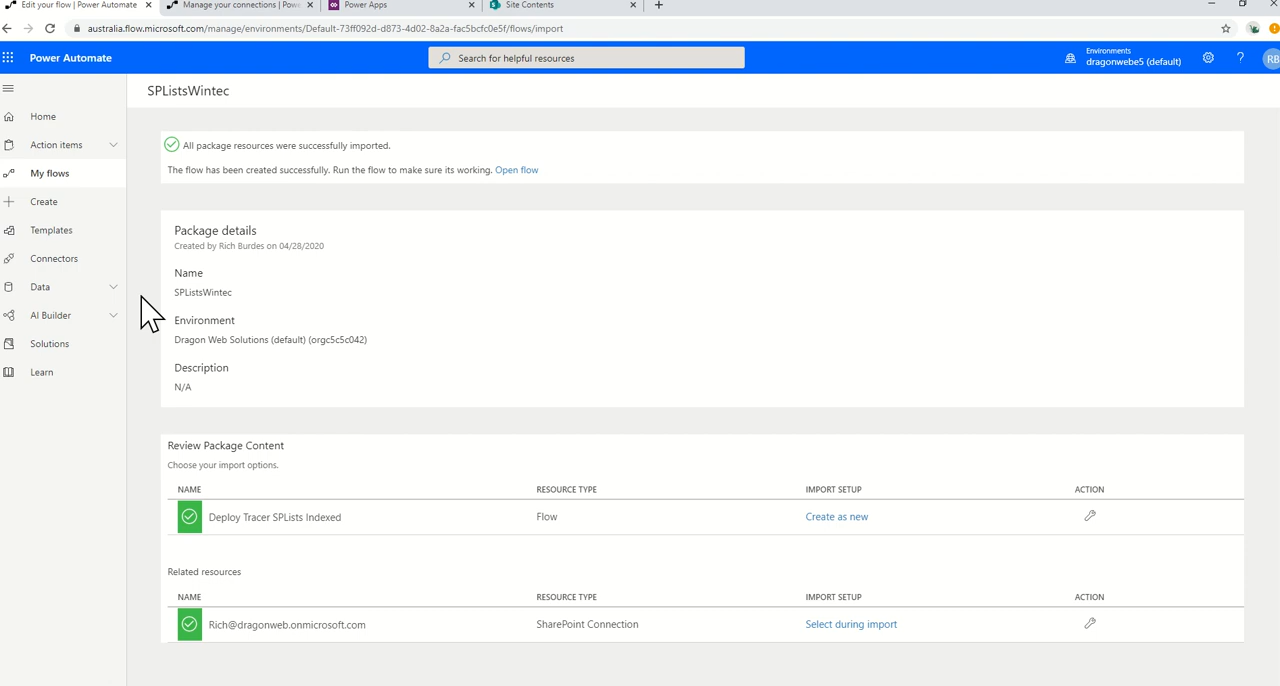 Edit your flow | Power Automate
Manage your connections | Pow
Power Apps
Site Contents
australia.flow.microsoft.com/manage/environments/Default-73ff092d-d873-4d02-8a2a-fac5bcfc0e5f/flows/import
Power Automate
Search for helpful resources
Environments
dragonwebe5 (default)
?
RB
SPListsWintec
Home
Action items
My flows
Create
Templates
Connectors
Data
AI Builder
Solutions
Learn
All package resources were successfully imported.
The flow has been created successfully. Run the flow to make sure its working. Open flow
Package details
Created by Rich Burdes on 04/28/2020
Name
SPListsWintec
Environment
Dragon Web Solutions (default) (orgc5c5c042)
Description
N/A
Review Package Content
Choose your import options.
NAME RESOURCE TYPE IMPORT SETUP ACTION
Deploy Tracer SPLists Indexed Flow Create as new
Related resources
NAME RESOURCE TYPE IMPORT SETUP ACTION
Rich@dragonweb.onmicrosoft.com SharePoint Connection Select during import